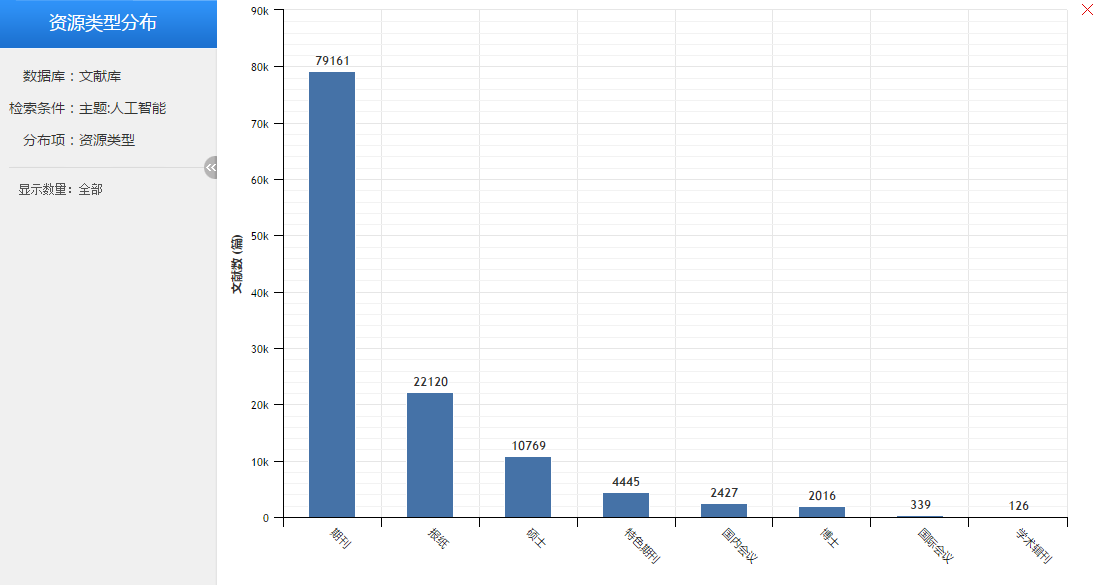 资源类型分布
数据库：文献库
检索条件：主题:人工智能
分布项：资源类型
显示数量：全部
文献数(篇)
90k
80k
70k
60k
50k
40k
30k
20k
10k
0
79161
22120
10769
4445
2427
2016
339
126
期刊
报纸
硕士
特色期刊
国内会议
博士
国际会议
学术辑刊